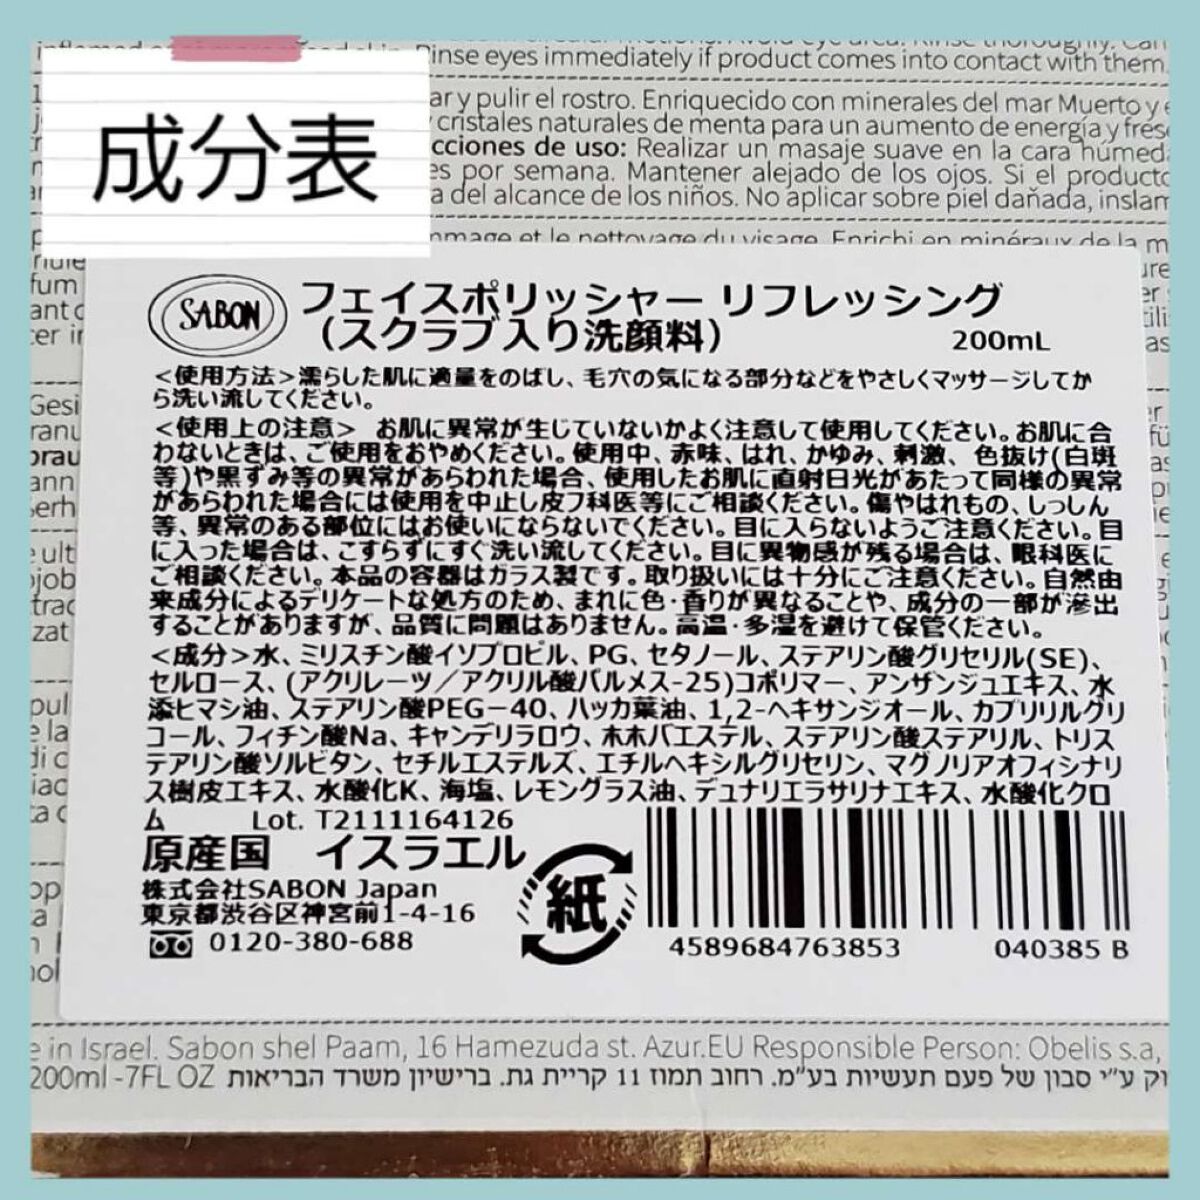 inse eyes immediately if product comes into contact with them.
ar y pulir el rostro. Enriquecido con minerales del mar Muerto y
cristales naturales de menta para un aumento de energía y
cciones de uso: Realizar un masaje suave en la cara
es por semana. Mantener alejado de los ojos. Si el producto
a del alcance de los niños. No aplicar sobre piel dañada,
成分表
mmage et le nettoyage du visage. Enrichi en minéraux de la m
SABON
フェイスポリッシャー リフレッシング
(スクラブ入り洗顔料)
200mL
<使用方法>濡らした肌に適量をのばし、毛穴の気になる部分などをやさしくマッサージしてか
ら洗い流してください。
<使用上の注意> お肌に異常が生じていないかよく注意して使用してください。お肌に合
わないときは、ご使用をおやめください。使用中、赤味、はれ、かゆみ、刺激、色抜け(白斑
等)や黒ずみ等の異常があらわれた場合、使用したお肌に直射日光があたって同様の異常
があらわれた場合には使用を中止し皮フ科医等にご相談ください。傷やはれもの、しっしん
等、異常のある部位にはお使いにならないでください。目に入らないようご注意ください。目
に入った場合は、こすらずにすぐ洗い流してください。目に異物感が残る場合は、眼科医に
ご相談ください。本品の容器はガラス製です。取り扱いには十分にご注意ください。自然由
来成分によるデリケートな処方のため、まれに色・香りが異なることや、成分の一部が滲出
することがありますが、品質に問題はありません。高温・多湿を避けて保管ください。
<成分>水、ミリスチン酸イソプロピル、PG、セタノール、ステアリン酸グリセリル(SE)、
セルロース、(アクリレーツ/アクリル酸パルメス-25)コポリマー、アンザンジュエキス、水
添ヒマシ油、ステアリン酸PEG-40、ハッカ葉油、1,2-ヘキサンジオール、カプリリルグリ
コール、フィチン酸Na、キャンデリラロウ、ホホバエステル、ステアリン酸ステアリル、トリス
テアリン酸ソルビタン、セチルエステルズ、エチルヘキシルグリセリン、マグノリアオフィシナリ
ス樹皮エキス、水酸化K、海塩、レモングラス油、デュナリエラサリナエキス、水酸化クロ
ム Lot. T2111164126
原産国 イスラエル
株式会社SABON Japan
東京都渋谷区神宮前1-4-16
0120-380-688
紙
4589684763853
040385 B
e in Israel. Sabon shel Paam, 16 Hamezuda st. Azur.EU Responsible Person: Obelis s.a,
200ml -7FL OZ וק ע"י סבון של פעם תעשיות בע"מ. רחוב תמוז 11 קריית גת. ברישיון משרד הבריאות